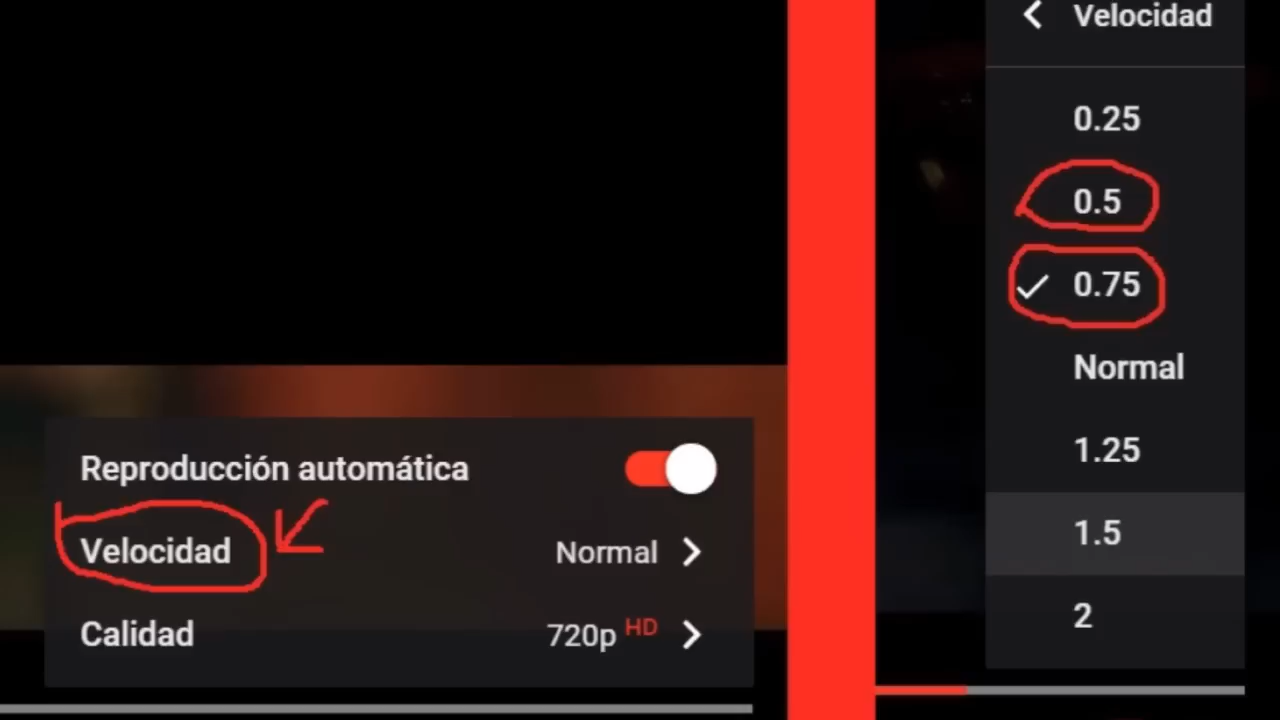 Reproducción automática
Velocidad Normal
Calidad 720p HD
Velocidad
0.25
0.5
0.75
Normal
1.25
1.5
2